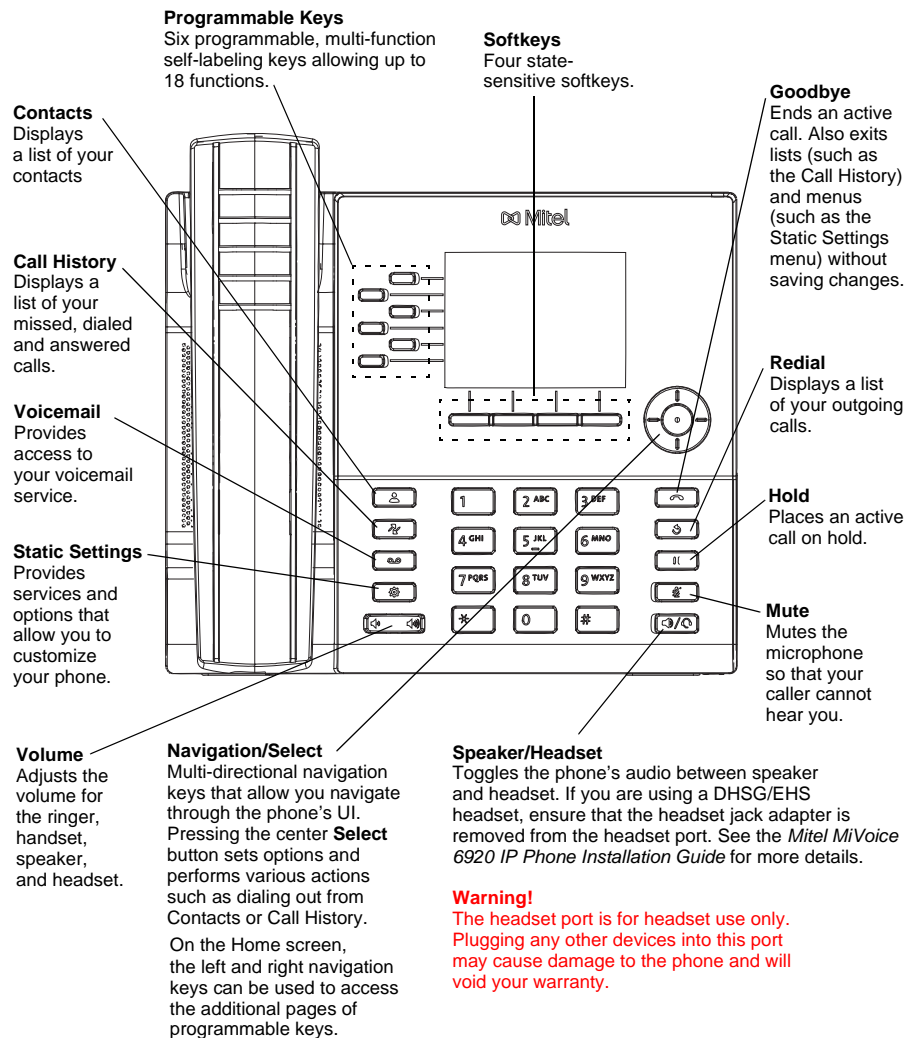 Programmable Keys
Six programmable, multi-function
self-labeling keys allowing up to
18 functions.
Softkeys
Four state-
sensitive softkeys.
Goodbye
Ends an active
call. Also exits
lists (such as
the Call History)
and menus
(such as the
Static Settings
menu) without
saving changes.
Contacts
Displays
a list of your
contacts
Call History
Displays a
list of your
missed, dialed
and answered
calls.
Voicemail
Provides
access to
your voicemail
service.
Static Settings
Provides
services and
options that
allow you to
customize
your phone.
Mitel
1
2 ABC
3 DEF
4 GHI
5 JKL
6 MNO
7 PQRS
8 TUV
9 WXYZ
*
0
#
Redial
Displays a list
of your outgoing
calls.
Hold
Places an active
call on hold.
Mute
Mutes the
microphone
so that your
caller cannot
hear you.
Volume
Adjusts the
volume for
the ringer,
handset,
speaker,
and headset.
Navigation/Select
Multi-directional navigation
keys that allow you navigate
through the phone's UI.
Pressing the center Select
button sets options and
performs various actions
such as dialing out from
Contacts or Call History.
On the Home screen,
the left and right navigation
keys can be used to access
the additional pages of
programmable keys.
Speaker/Headset
Toggles the phone's audio between speaker
and headset. If you are using a DHSG/EHS
headset, ensure that the headset jack adapter is
removed from the headset port. See the Mitel MiVoice
6920 IP Phone Installation Guide for more details.
Warning!
The headset port is for headset use only.
Plugging any other devices into this port
may cause damage to the phone and will
void your warranty.